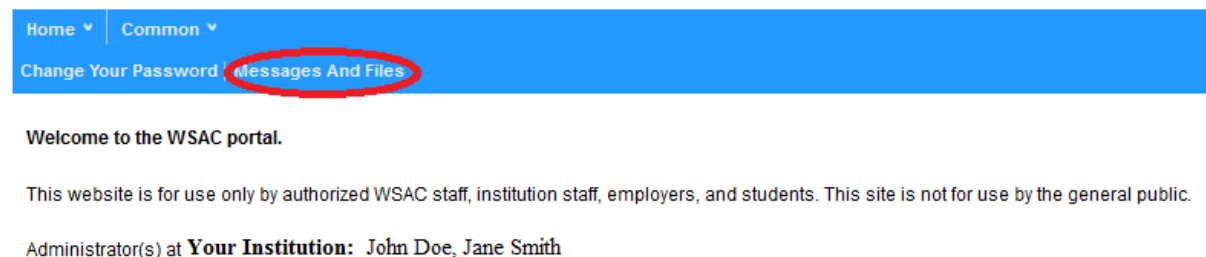 Home Common
Change Your Password | Messages And Files
Welcome to the WSAC portal.
This website is for use only by authorized WSAC staff, institution staff, employers, and students. This site is not for use by the general public.
Administrator(s) at Your Institution: John Doe, Jane Smith